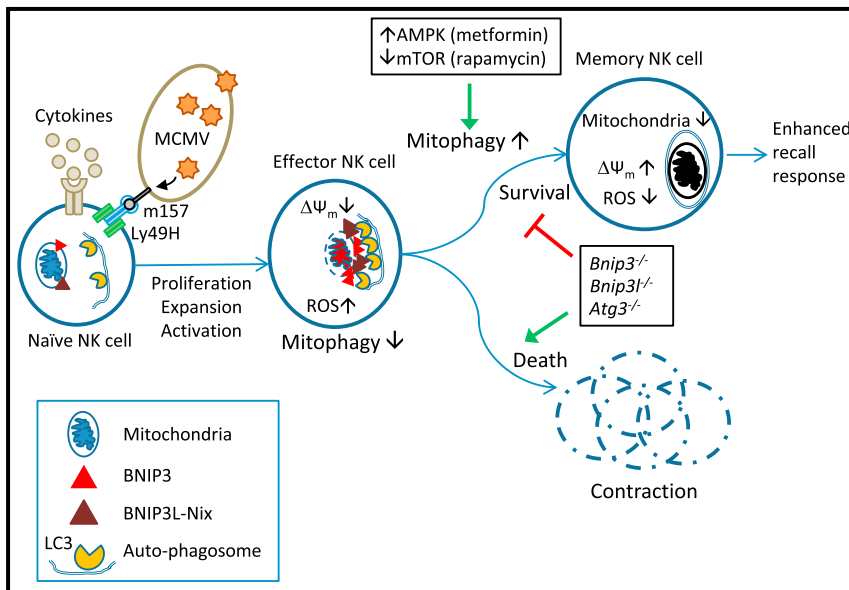 ↑AMPK (metformin)
↓mTOR (rapamycin)
Memory NK cell
Cytokines
MCMV
Mitophagy ↑
Mitochondria ↓
ΔΨm ↑
ROS ↓
Enhanced
recall
response
Effector NK cell
m157
Ly49H
ΔΨm ↓
ROS↑
Mitophagy ↓
Survival
Naïve NK cell
Proliferation
Expansion
Activation
Bnip3-/-
Bnip3l-/-
Atg3-/-
Death
Contraction
Mitochondria
BNIP3
BNIP3L-Nix
LC3
Auto-phagosome